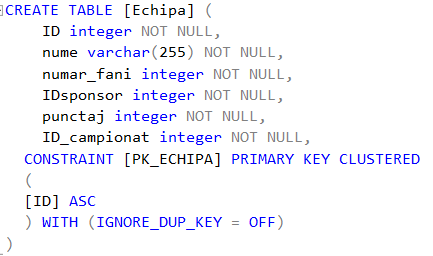 CREATE TABLE [Echipa] (
ID integer NOT NULL,
nume varchar(255) NOT NULL,
numar_fani integer NOT NULL,
IDsponsor integer NOT NULL,
punctaj integer NOT NULL,
ID_campionat integer NOT NULL,
CONSTRAINT [PK_ECHIPA] PRIMARY KEY CLUSTERED
(
[ID] ASC
) WITH (IGNORE_DUP_KEY = OFF)
)